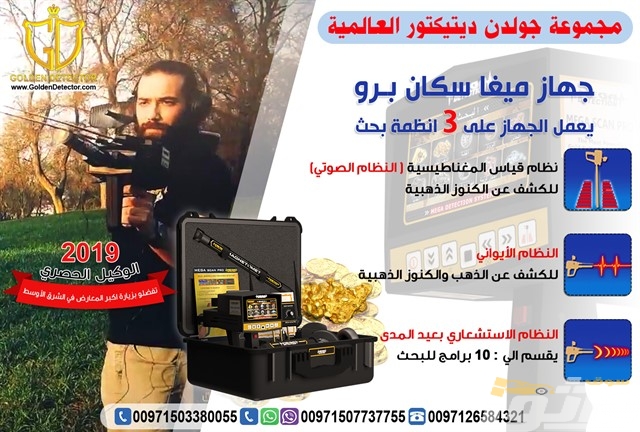 GOLDEN DETECTOR
www.GoldenDetector.com
مجموعة جولدن ديتيكتور العالمية
جهاز ميغا سكان برو
يعمل الجهاز على 3 انظمة بحث
نظام قياس المغناطيسية (النظام الصوتي)
للكشف عن الكنوز الذهبية
النظام الأيوني
للكشف عن الذهب والكنوز الذهبية
النظام الاستشعاري بعيد المدى
يقسم الي : 10 برامج للبحث
2019
الوكيل الحصري
تفضلو بزيارة اكبر المعارض في الشرق الأوسط
MEGA DETECTION SYSTEMS
00971503380055
00971507737755
0097126584321